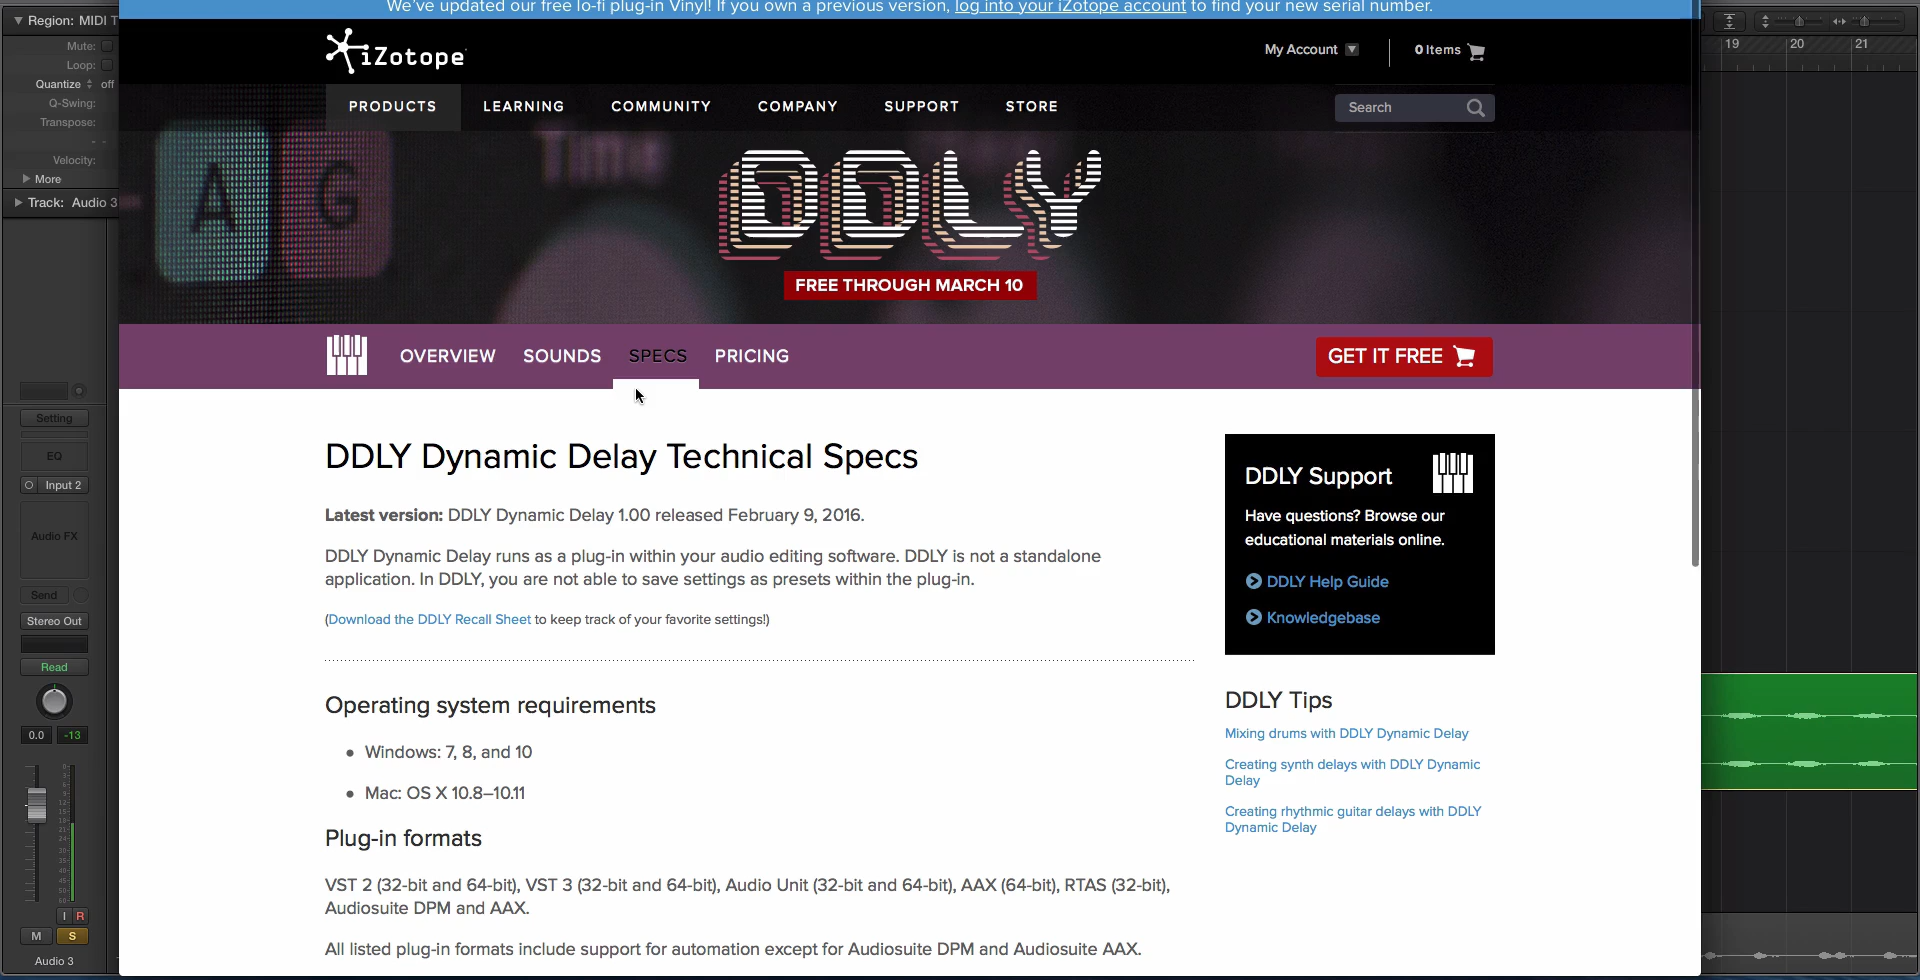 We've updated our free lo-fi plug-in Vinyl! If you own a previous version, log into your iZotope account to find your new serial number.
iZotope
My Account
0 Items
PRODUCTS
LEARNING
COMMUNITY
COMPANY
SUPPORT
STORE
Search
A
G
Time
DDLY
FREE THROUGH MARCH 10
OVERVIEW
SOUNDS
SPECS
PRICING
GET IT FREE
DDLY Dynamic Delay Technical Specs
Latest version: DDLY Dynamic Delay 1.00 released February 9, 2016.
DDLY Dynamic Delay runs as a plug-in within your audio editing software. DDLY is not a standalone
application. In DDLY, you are not able to save settings as presets within the plug-in.
(Download the DDLY Recall Sheet to keep track of your favorite settings!)
Operating system requirements
• Windows: 7, 8, and 10
• Mac: OS X 10.8–10.11
Plug-in formats
VST 2 (32-bit and 64-bit), VST 3 (32-bit and 64-bit), Audio Unit (32-bit and 64-bit), AAX (64-bit), RTAS (32-bit),
Audiosuite DPM and AAX.
All listed plug-in formats include support for automation except for Audiosuite DPM and Audiosuite AAX.
DDLY Support
Have questions? Browse our
educational materials online.
DDLY Help Guide
Knowledgebase
DDLY Tips
Mixing drums with DDLY Dynamic Delay
Creating synth delays with DDLY Dynamic
Delay
Creating rhythmic guitar delays with DDLY
Dynamic Delay
Region: MIDI T
Mute:
Loop:
Quantize off
Q-Swing:
Transpose:
- -
Velocity:
More
Track: Audio 3
Setting
EQ
Input 2
Audio FX
Send
Stereo Out
Read
0.0 -13
I R
M S
Audio 3
19 20 21